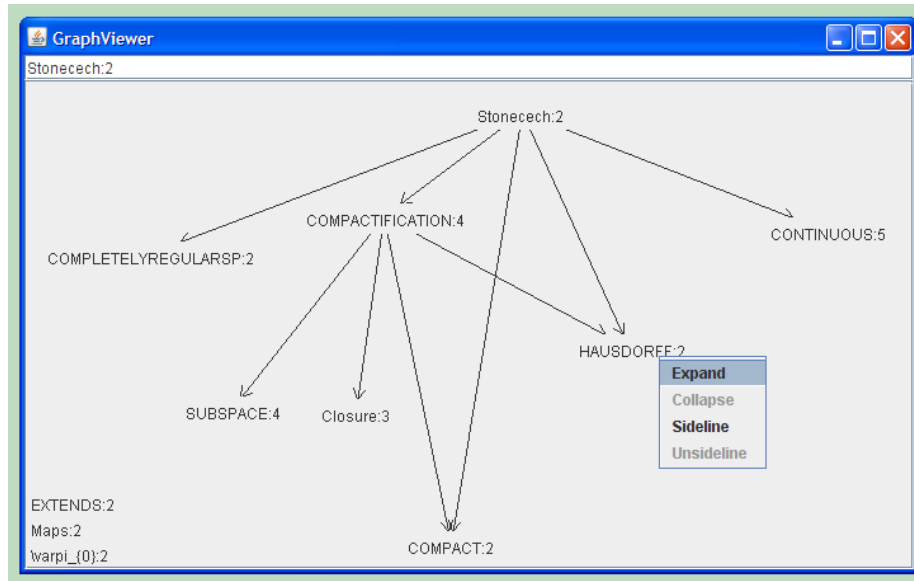 GraphViewer
Stonecech:2
Stonecech:2
COMPACTIFICATION:4
CONTINUOUS:5
COMPLETELYREGULARSP:2
HAUSDORFF:2
Expand
Collapse
Sideline
Unsideline
SUBSPACE:4
Closure:3
EXTENDS:2
Maps:2
COMPACT:2
\varpi_{0}:2